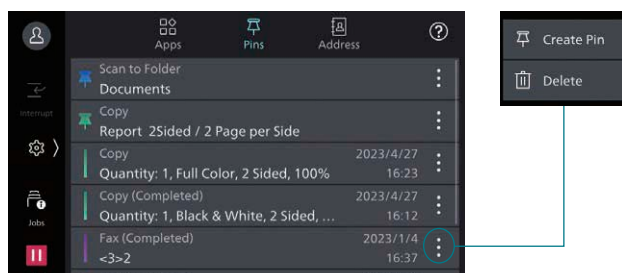 Apps
Pins
Address
Scan to Folder
Documents
Interrupt
Copy
Report 2Sided / 2 Page per Side
Copy 2023/4/27
Quantity: 1, Full Color, 2 Sided, 100% 16:23
Copy (Completed) 2023/4/27
Quantity: 1, Black & White, 2 Sided, ... 16:12
Jobs
Fax (Completed) 2023/1/4
<3>2 16:37
Create Pin
Delete